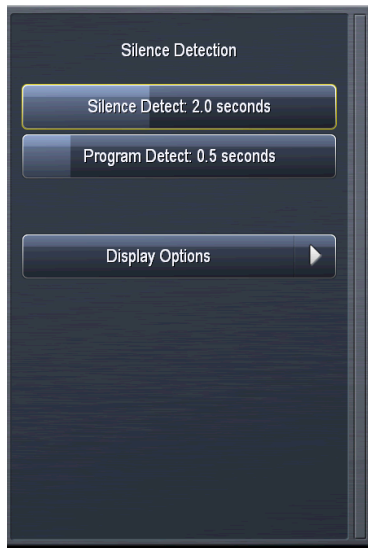 Silence Detection
Silence Detect: 2.0 seconds
Program Detect: 0.5 seconds
Display Options